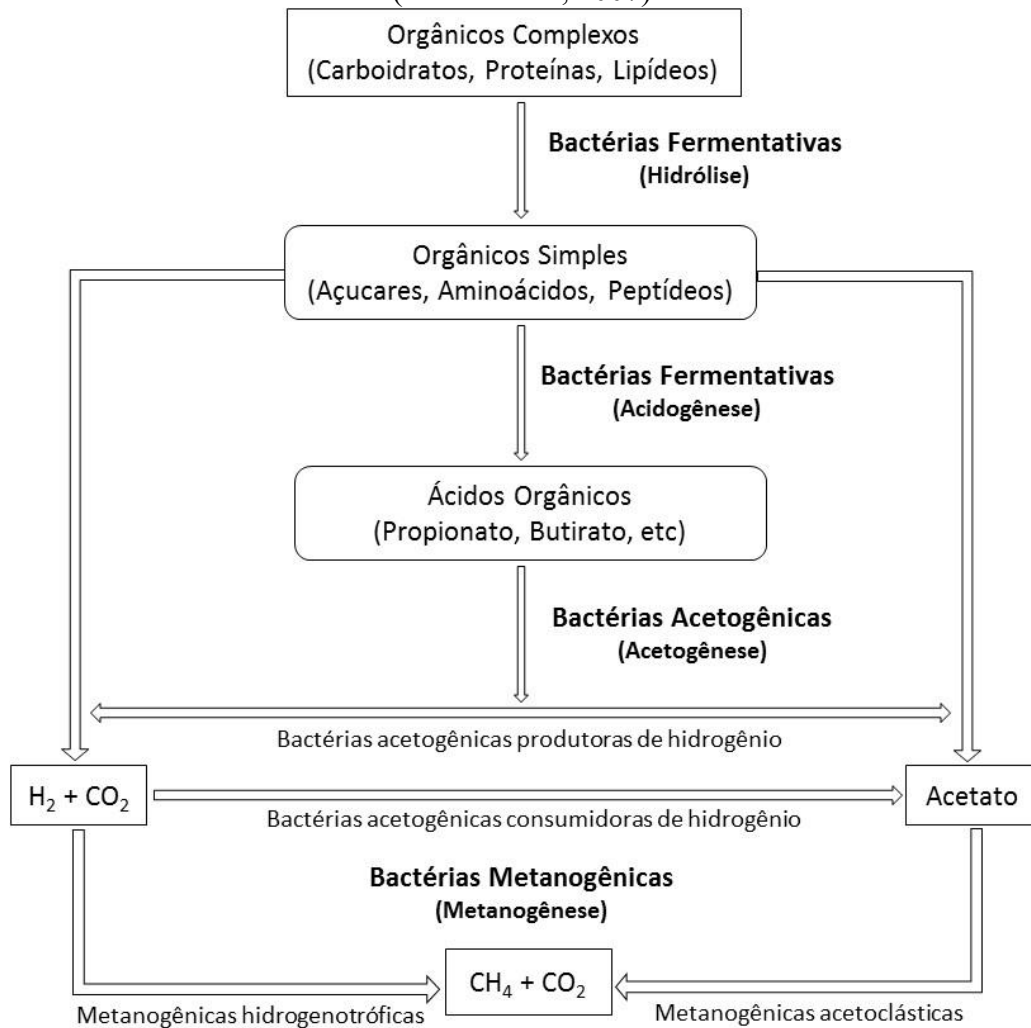 Orgânicos Complexos
(Carboidratos, Proteínas, Lipídeos)
Bactérias Fermentativas
(Hidrólise)
Orgânicos Simples
(Açucares, Aminoácidos, Peptídeos)
Bactérias Fermentativas
(Acidogênese)
Ácidos Orgânicos
(Propionato, Butirato, etc)
Bactérias Acetogênicas
(Acetogênese)
Bactérias acetogênicas produtoras de hidrogênio
H₂ + CO₂
Acetato
Bactérias acetogênicas consumidoras de hidrogênio
Bactérias Metanogênicas
(Metanogênese)
CH₄ + CO₂
Metanogênicas hidrogenotróficas
Metanogênicas acetoclásticas